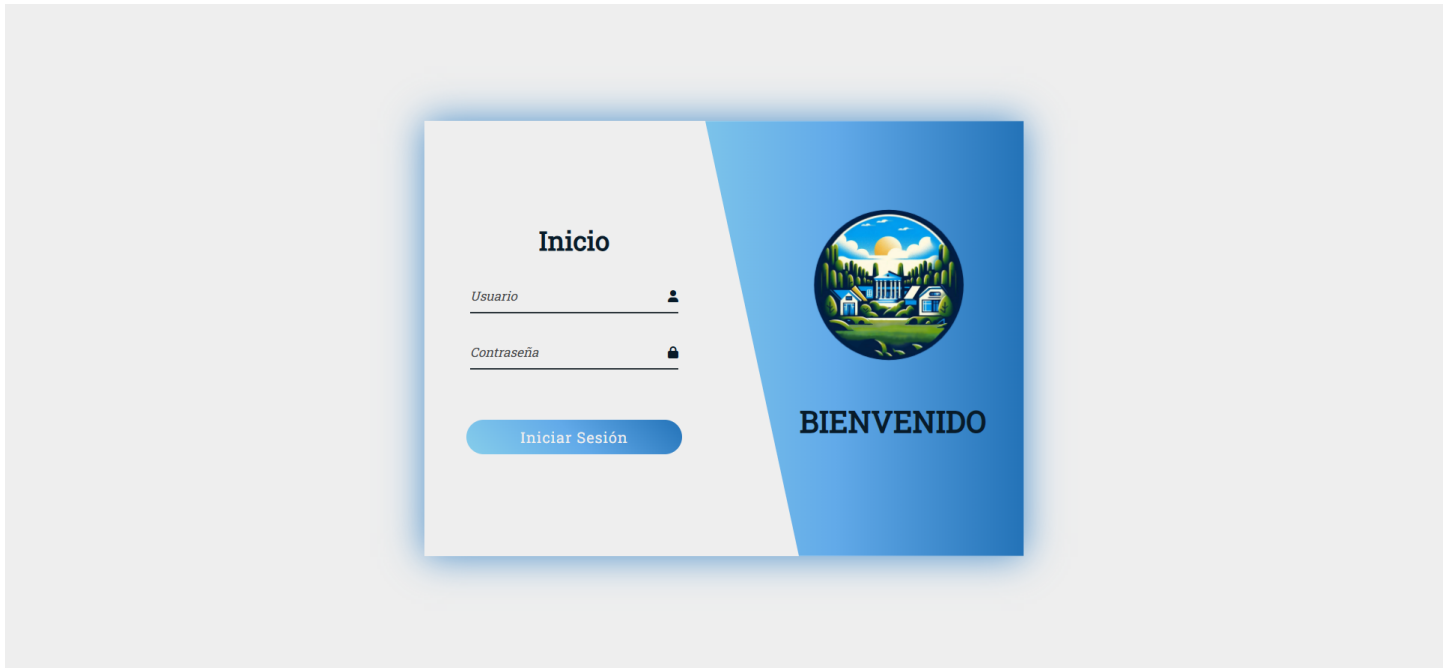 Inicio
Usuario
Contraseña
Iniciar Sesión
BIENVENIDO